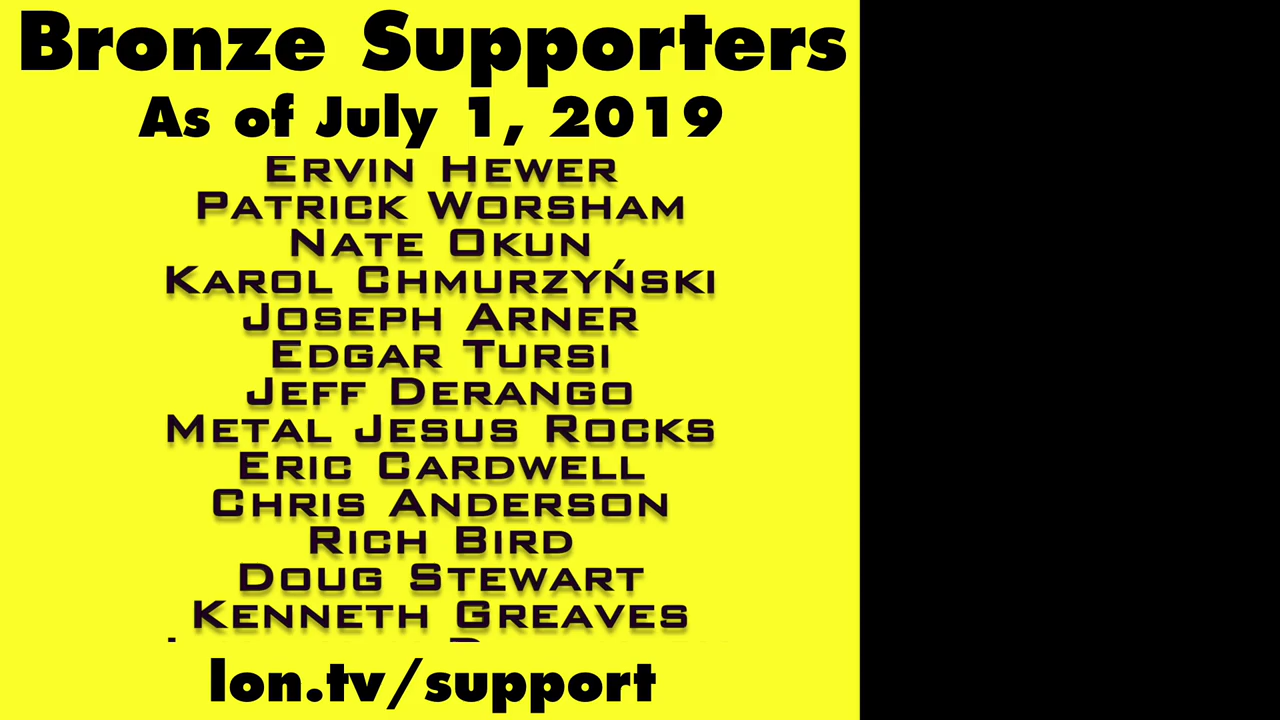 Bronze Supporters
As of July 1, 2019
Ervin Hewer
Patrick Worsham
Nate Okun
Karol Chmurzyński
Joseph Arner
Edgar Tursi
Jeff Derango
Metal Jesus Rocks
Eric Cardwell
Chris Anderson
Rich Bird
Doug Stewart
Kenneth Greaves
lon.tv/support